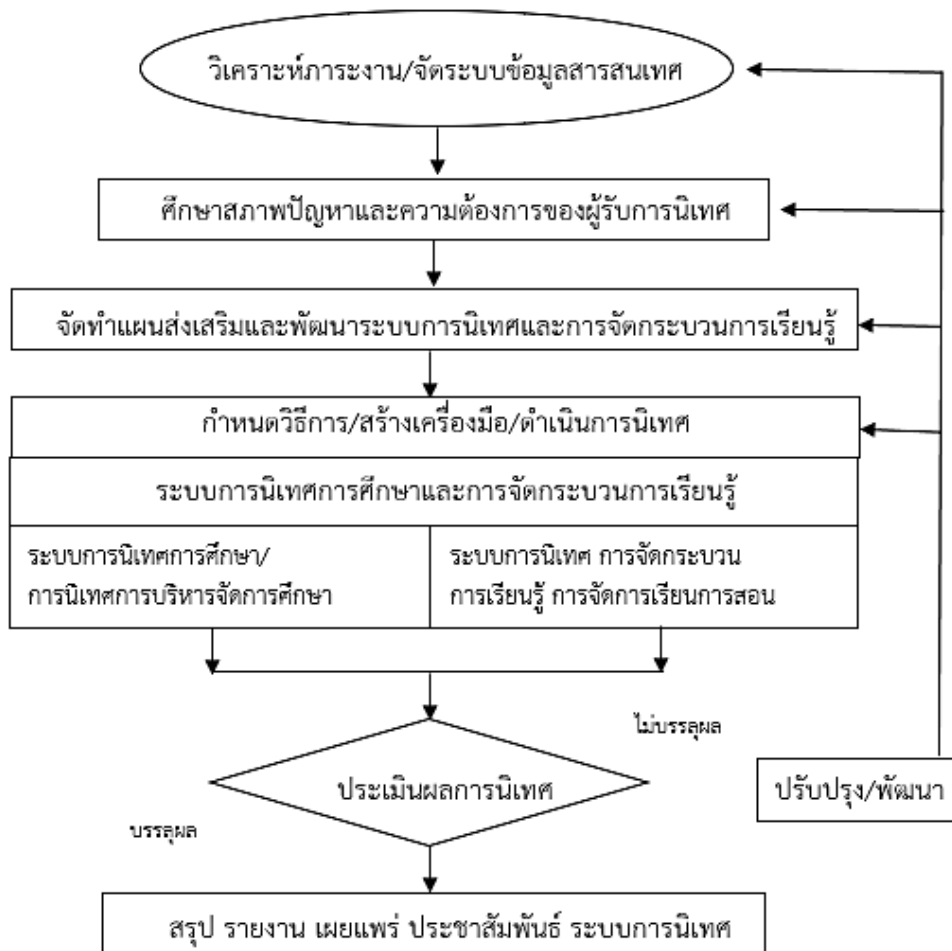 วิเคราะห์ภาระงาน/จัดระบบข้อมูลสารสนเทศ
ศึกษาสภาพปัญหาและความต้องการของผู้รับการนิเทศ
จัดทำแผนส่งเสริมและพัฒนาระบบการนิเทศและการจัดกระบวนการเรียนรู้
กำหนดวิธีการ/สร้างเครื่องมือ/ดำเนินการนิเทศ
ระบบการนิเทศการศึกษาและการจัดกระบวนการเรียนรู้
ระบบการนิเทศการศึกษา/
การนิเทศการบริหารจัดการศึกษา
ระบบการนิเทศ การจัดกระบวน
การเรียนรู้ การจัดการเรียนการสอน
ไม่บรรลุผล
ประเมินผลการนิเทศ
ปรับปรุง/พัฒนา
บรรลุผล
สรุป รายงาน เผยแพร่ ประชาสัมพันธ์ ระบบการนิเทศ